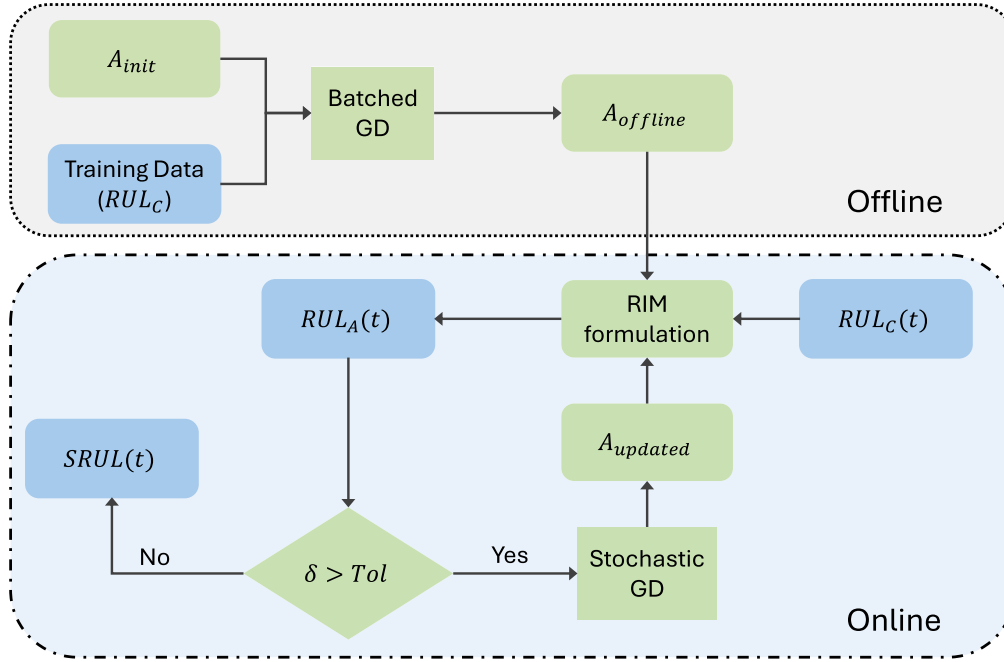 A_init
Batched
GD
A_offline
Training Data
(RUL_C)
Offline
RUL_A(t)
RIM
formulation
RUL_C(t)
A_updated
SRUL(t)
No
δ > Tol
Yes
Stochastic
GD
Online